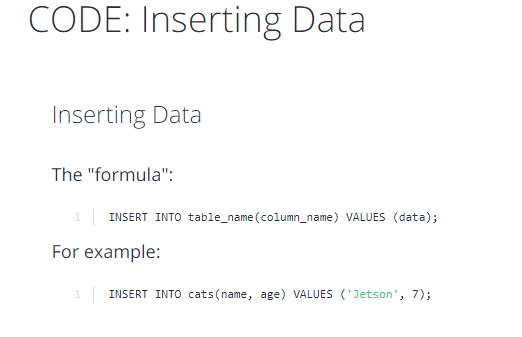 CODE: Inserting Data
Inserting Data
The "formula":
1 INSERT INTO table_name(column_name) VALUES (data);
For example:
1 INSERT INTO cats(name, age) VALUES ('Jetson', 7);